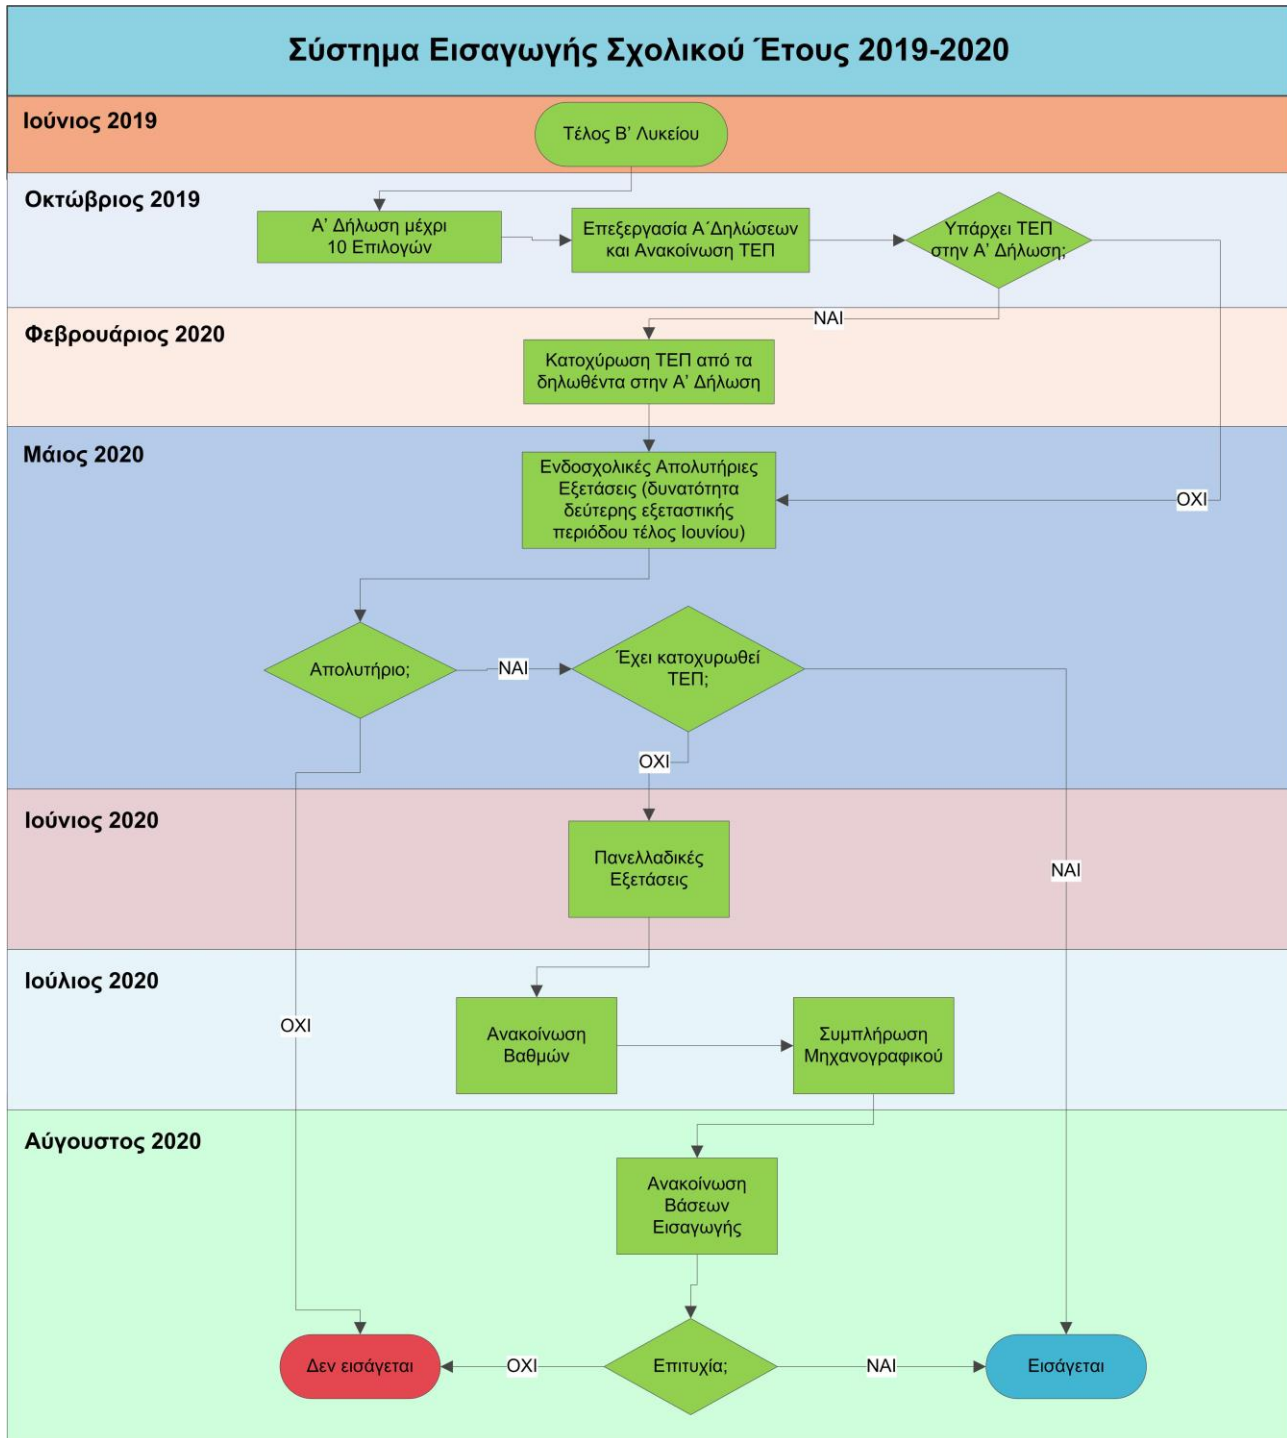 Σύστημα Εισαγωγής Σχολικού Έτους 2019-2020
Ιούνιος 2019
Τέλος Β' Λυκείου
Οκτώβριος 2019
Α' Δήλωση μέχρι
10 Επιλογών
Επεξεργασία Α΄Δηλώσεων
και Ανακοίνωση ΤΕΠ
Υπάρχει ΤΕΠ
στην Α' Δήλωση;
ΝΑΙ
Φεβρουάριος 2020
Κατοχύρωση ΤΕΠ από τα
δηλωθέντα στην Α' Δήλωση
Μάιος 2020
Ενδοσχολικές Απολυτήριες
Εξετάσεις (δυνατότητα
δεύτερης εξεταστικής
περιόδου τέλος Ιουνίου)
ΟΧΙ
Απολυτήριο;
ΝΑΙ
Έχει κατοχυρωθεί
ΤΕΠ;
ΟΧΙ
Ιούνιος 2020
Πανελλαδικές
Εξετάσεις
ΝΑΙ
Ιούλιος 2020
ΟΧΙ
Ανακοίνωση
Βαθμών
Συμπλήρωση
Μηχανογραφικού
Αύγουστος 2020
Ανακοίνωση
Βάσεων
Εισαγωγής
Δεν εισάγεται
ΟΧΙ
Επιτυχία;
ΝΑΙ
Εισάγεται